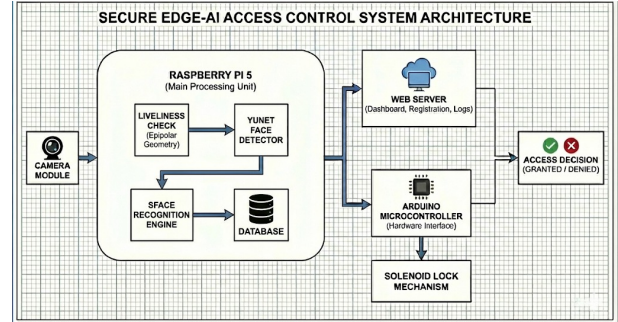 SECURE EDGE-AI ACCESS CONTROL SYSTEM ARCHITECTURE
RASPBERRY PI 5
(Main Processing Unit)
LIVELINESS
CHECK
(Epipolar
Geometry)
YUNET
FACE
DETECTOR
CAMERA
MODULE
SFACE
RECOGNITION
ENGINE
DATABASE
WEB SERVER
(Dashboard, Registration, Logs)
ARDUINO
MICROCONTROLLER
(Hardware Interface)
SOLENOID LOCK
MECHANISM
ACCESS DECISION
(GRANTED / DENIED)